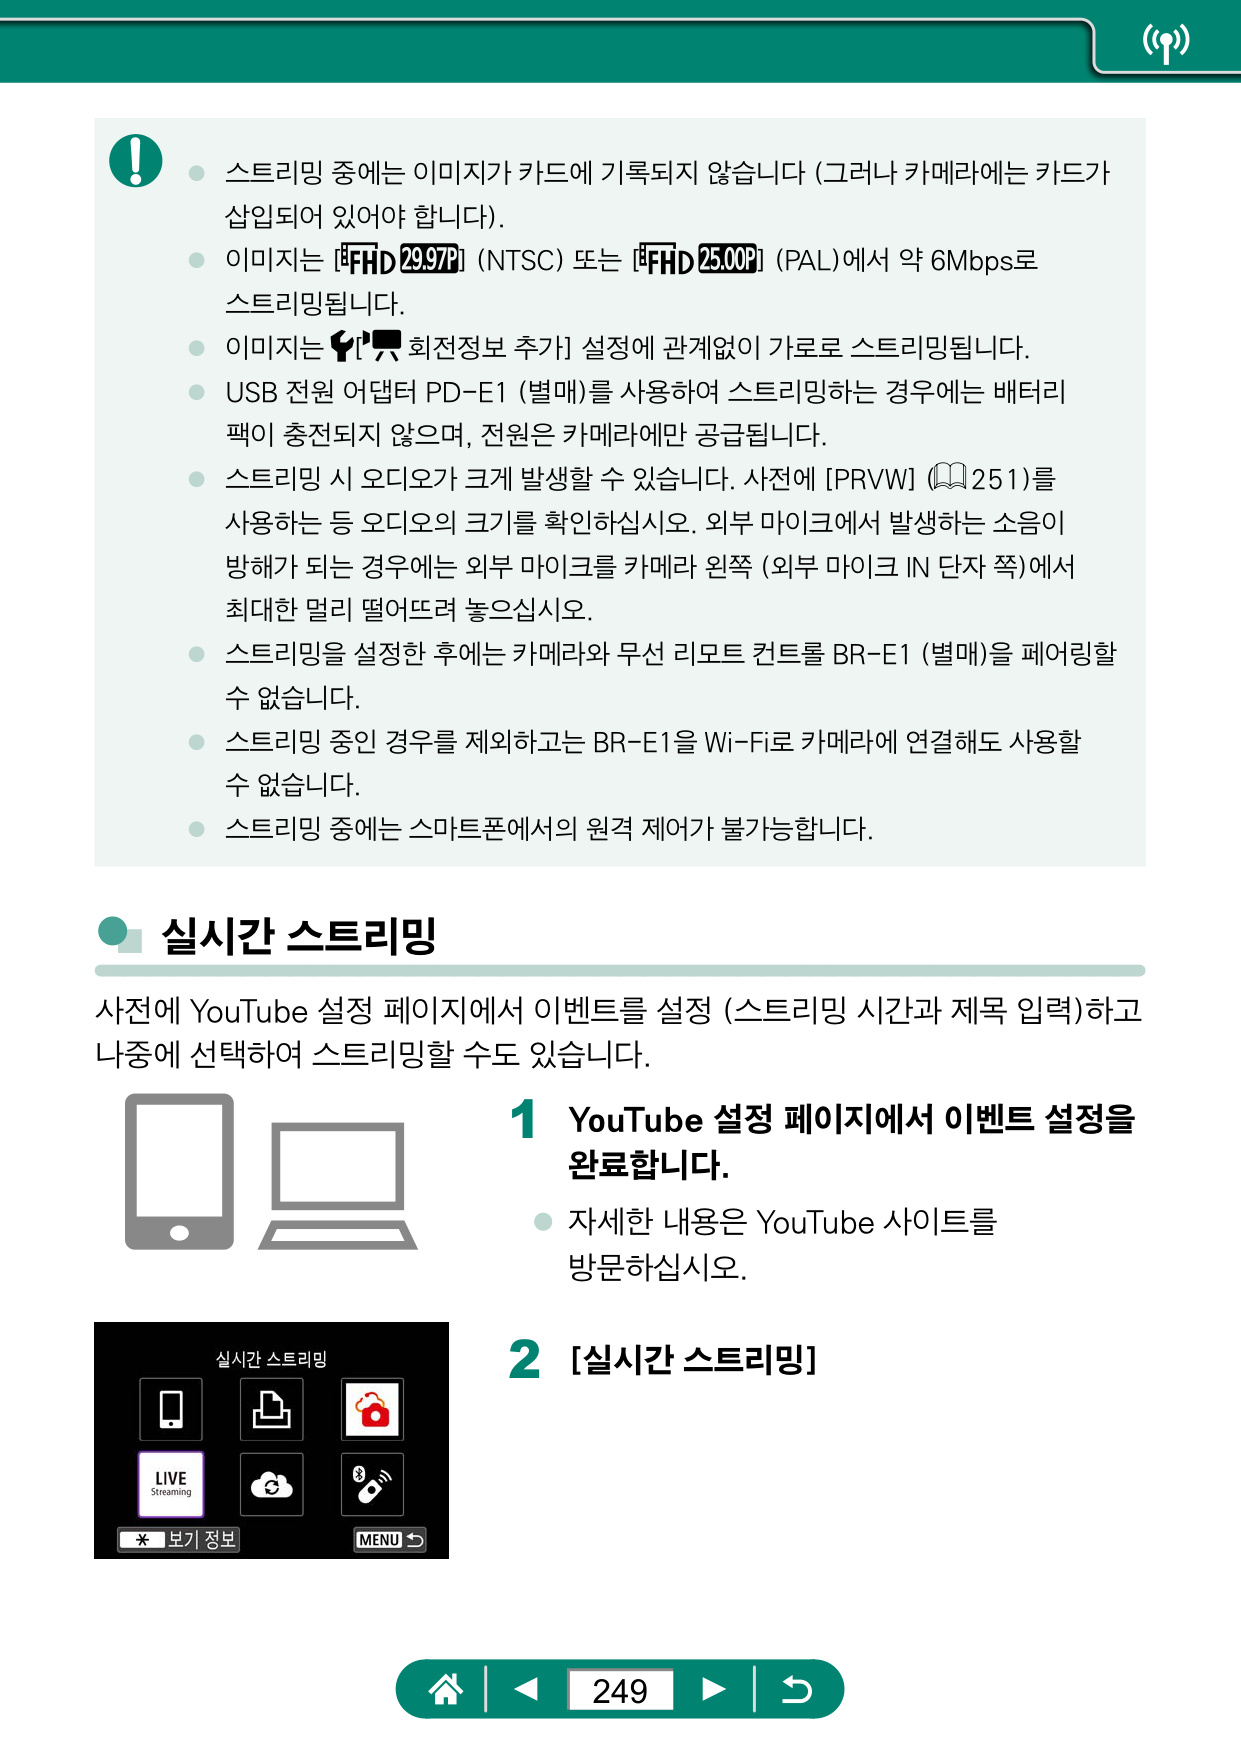 스트리밍 중에는 이미지가 카드에 기록되지 않습니다 (그러나 카메라에는 카드가
삽입되어 있어야 합니다).
이미지는 [FHD 29.97P] (NTSC) 또는 [FHD 25.00P] (PAL)에서 약 6Mbps로
스트리밍됩니다.
이미지는 [회전정보 추가] 설정에 관계없이 가로로 스트리밍됩니다.
USB 전원 어댑터 PD-E1 (별매)를 사용하여 스트리밍하는 경우에는 배터리
팩이 충전되지 않으며, 전원은 카메라에만 공급됩니다.
스트리밍 시 오디오가 크게 발생할 수 있습니다. 사전에 [PRVW] (251)를
사용하는 등 오디오의 크기를 확인하십시오. 외부 마이크에서 발생하는 소음이
방해가 되는 경우에는 외부 마이크를 카메라 왼쪽 (외부 마이크 IN 단자 쪽)에서
최대한 멀리 떨어뜨려 놓으십시오.
스트리밍을 설정한 후에는 카메라와 무선 리모트 컨트롤 BR-E1 (별매)을 페어링할
수 없습니다.
스트리밍 중인 경우를 제외하고는 BR-E1을 Wi-Fi로 카메라에 연결해도 사용할
수 없습니다.
스트리밍 중에는 스마트폰에서의 원격 제어가 불가능합니다.
실시간 스트리밍
사전에 YouTube 설정 페이지에서 이벤트를 설정 (스트리밍 시간과 제목 입력)하고
나중에 선택하여 스트리밍할 수도 있습니다.
1 YouTube 설정 페이지에서 이벤트 설정을
완료합니다.
자세한 내용은 YouTube 사이트를
방문하십시오.
2 [실시간 스트리밍]
실시간 스트리밍
LIVE
Streaming
보기 정보 MENU
249